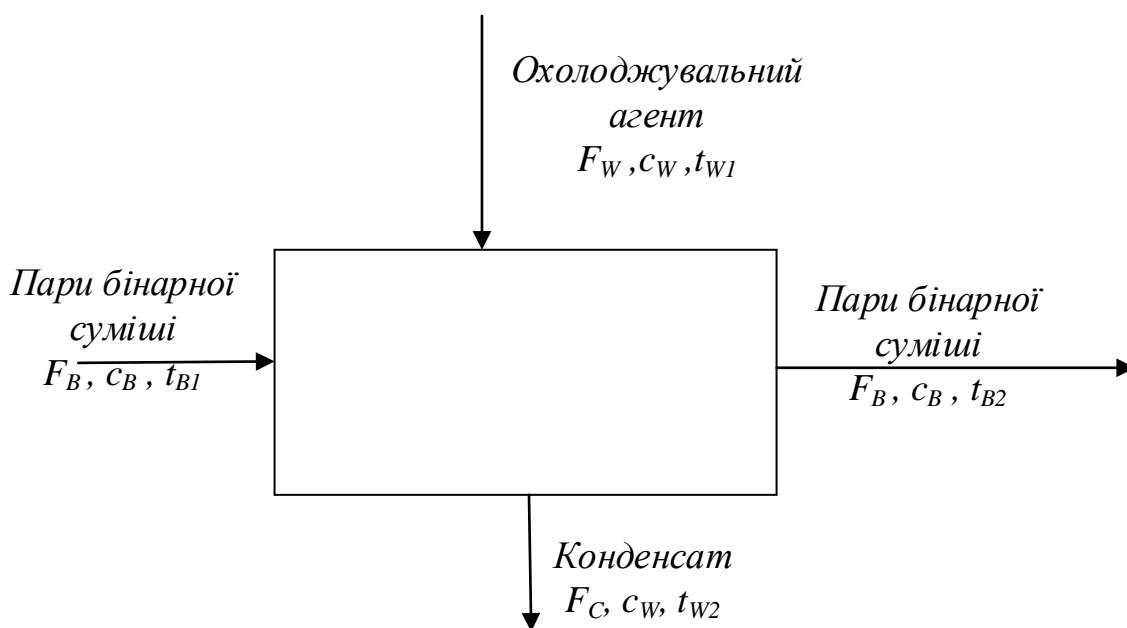 Охолоджувальний
агент
F_W ,c_W ,t_W1
Пари бінарної
суміші
F_B , c_B , t_B1
Пари бінарної
суміші
F_B, c_B , t_B2
Конденсат
F_C, c_W, t_W2